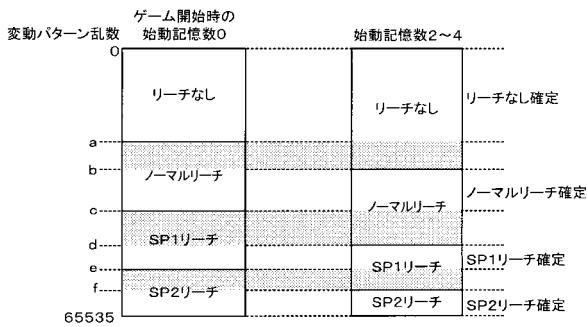 変動パターン乱数
ゲーム開始時の
始動記憶数0
始動記憶数2～4
0
リーチなし
リーチなし
リーチなし確定
a
b
ノーマルリーチ
ノーマルリーチ
ノーマルリーチ確定
c
d
SP1リーチ
SP1リーチ
SP1リーチ確定
e
f
SP2リーチ
SP2リーチ
SP2リーチ確定
65535